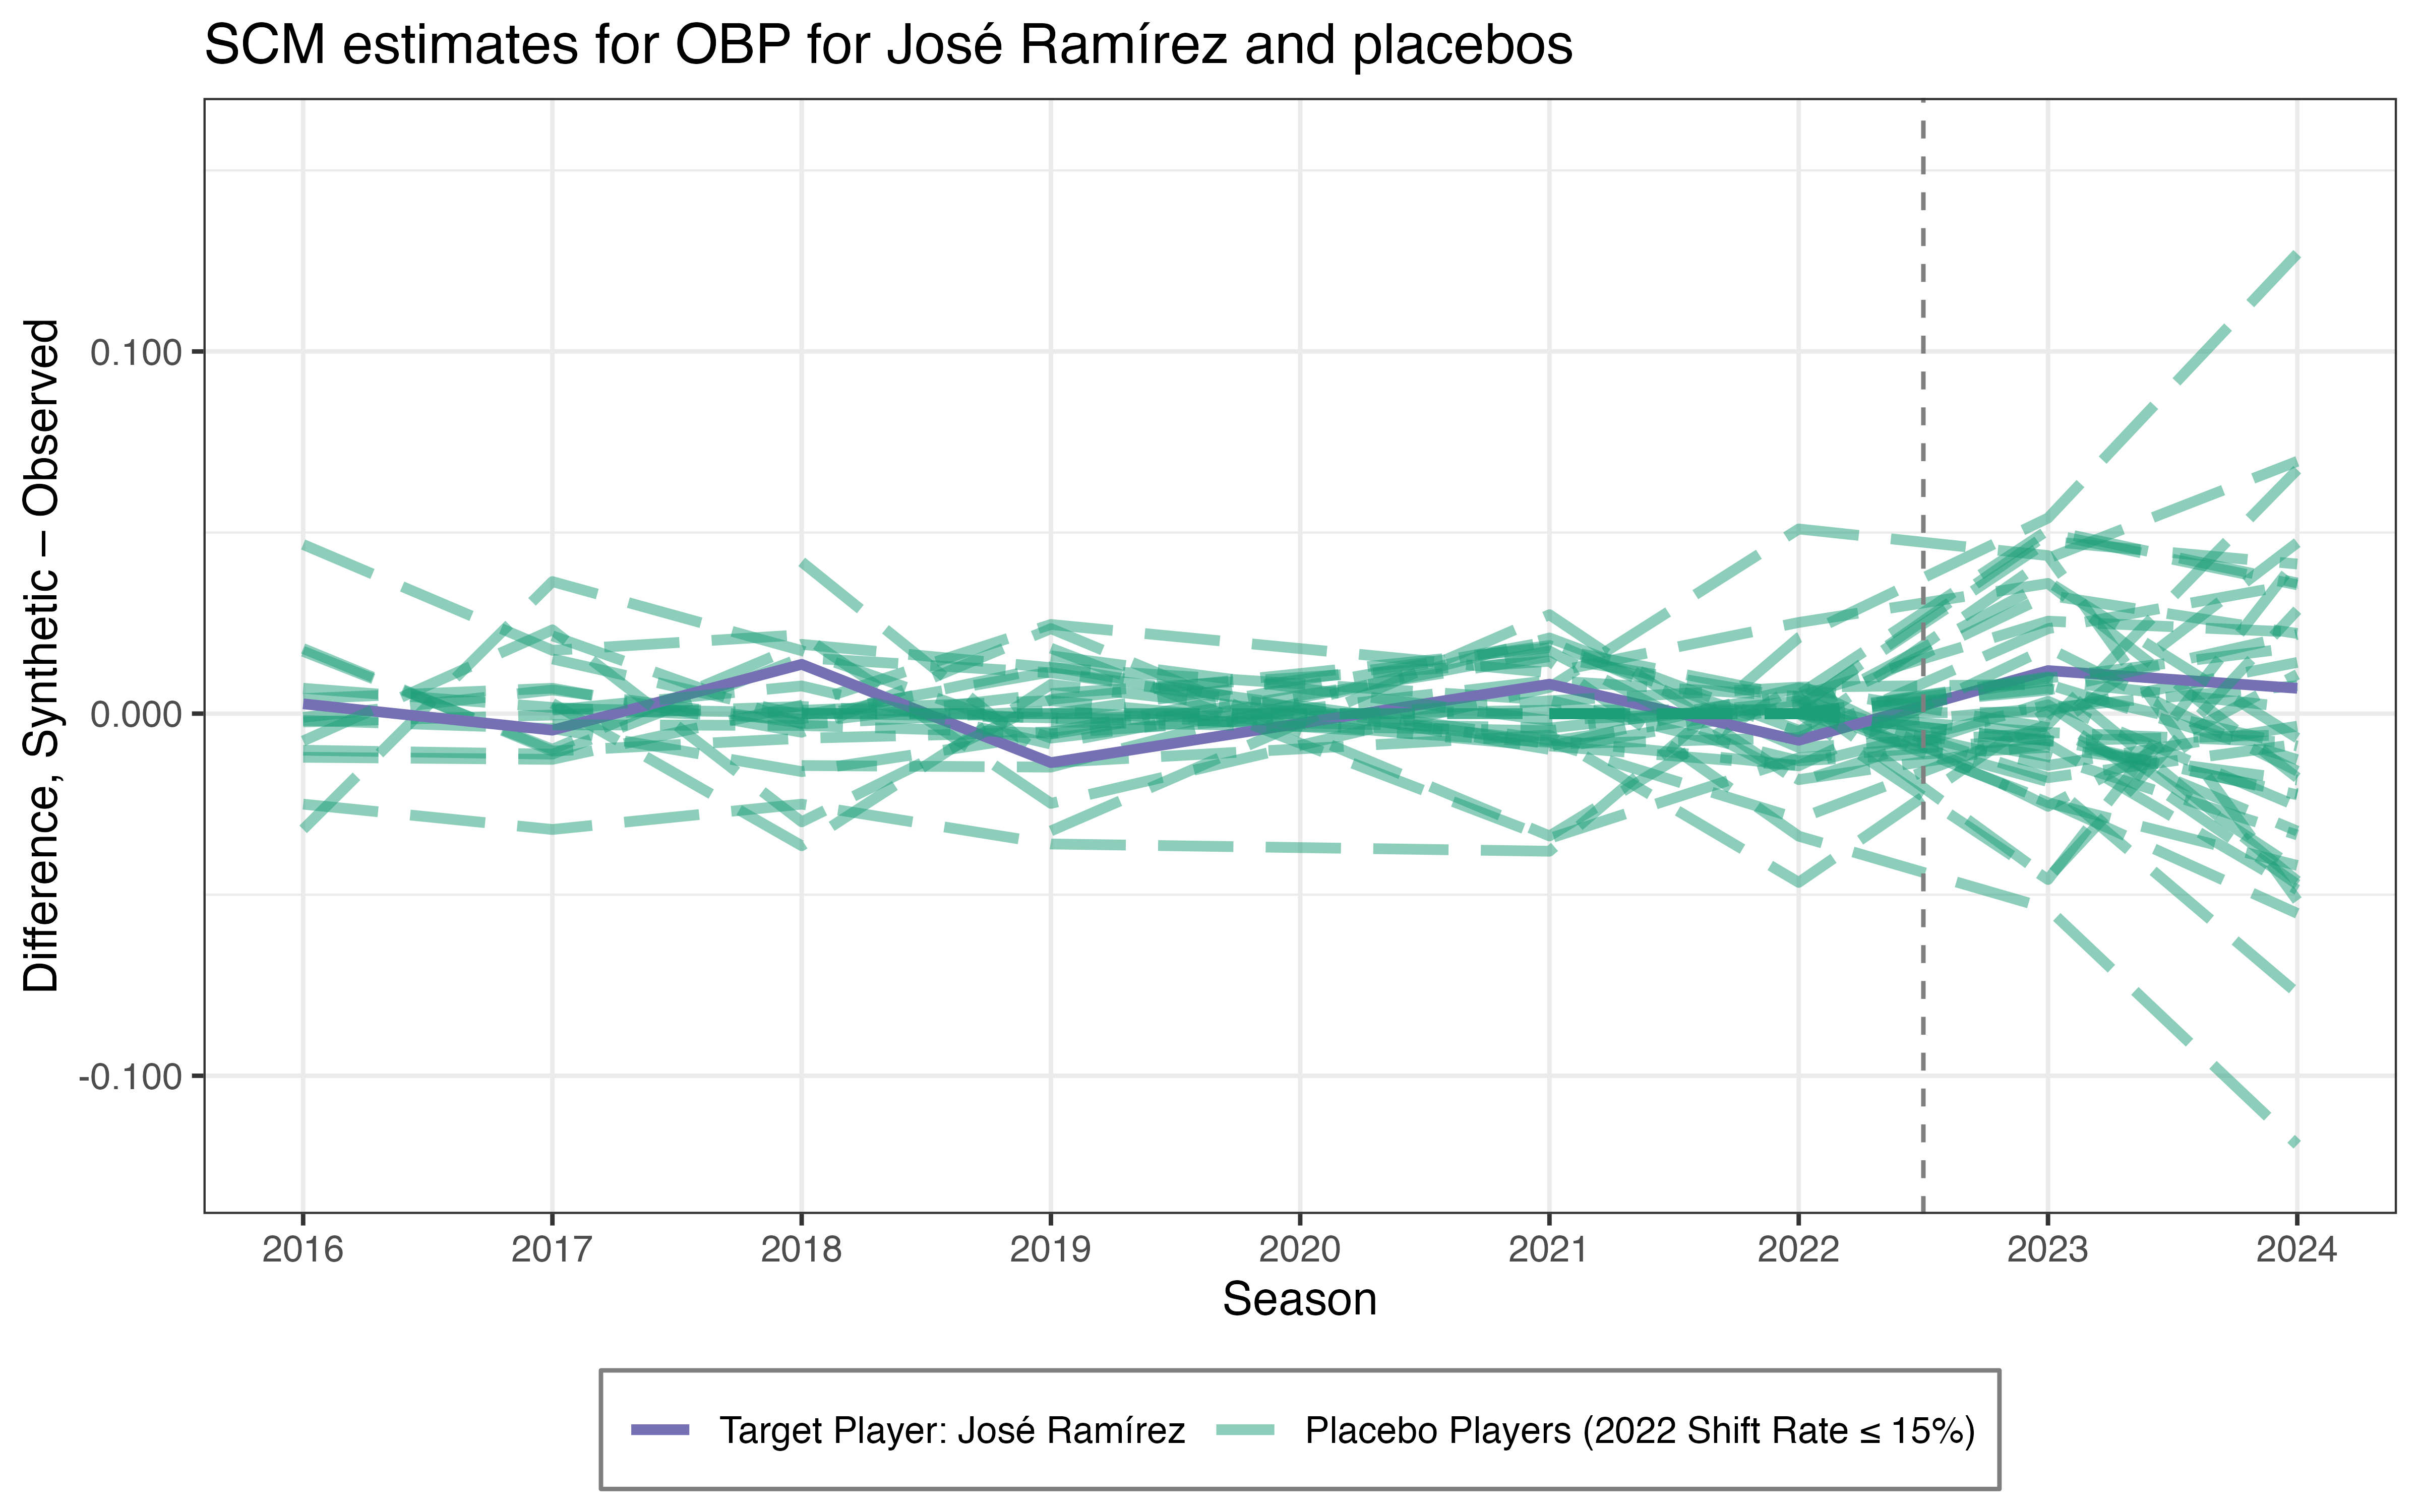 SCM estimates for OBP for José Ramírez and placebos
Difference, Synthetic − Observed
0.100
0.000
-0.100
2016 2017 2018 2019 2020 2021 2022 2023 2024
Season
Target Player: José Ramírez Placebo Players (2022 Shift Rate ≤ 15%)